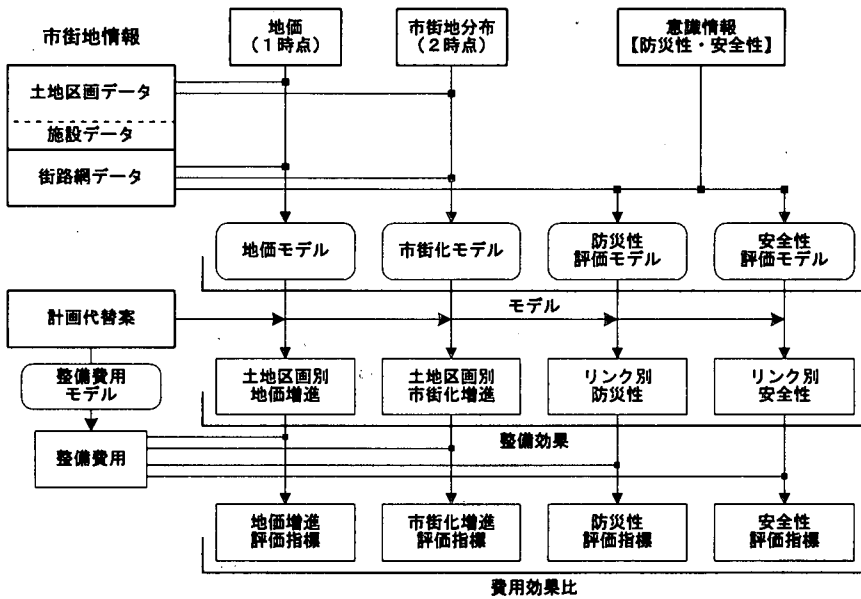 市街地情報
地価
(1時点)
市街地分布
(2時点)
意識情報
【防災性・安全性】
土地区画データ
施設データ
街路網データ
地価モデル
市街化モデル
防災性
評価モデル
安全性
評価モデル
モデル
計画代替案
整備費用
モデル
土地区画別
地価増進
土地区画別
市街化増進
リンク別
防災性
リンク別
安全性
整備効果
整備費用
地価増進
評価指標
市街化増進
評価指標
防災性
評価指標
安全性
評価指標
費用効果比